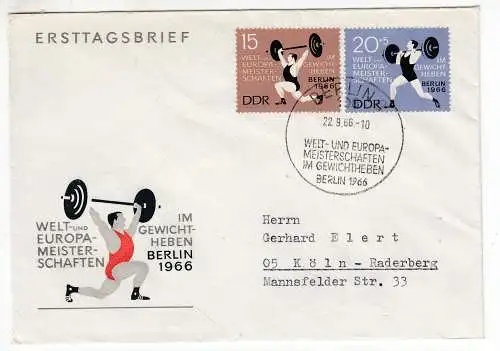 ERSTTAGSBRIEF
15
WELT- UND
EUROPA-
MEISTER-
SCHAFTEN
IM
GEWICHT-
HEBEN
BERLIN
1966
DDR
20+5
WELT- UND
EUROPA-
MEISTER-
SCHAFTEN
IM
GEWICHT-
HEBEN
BERLIN
1966
DDR
BERLIN
22.9.66-10
WELT- UND EUROPA-
MEISTERSCHAFTEN
IM GEWICHTHEBEN
BERLIN 1966
WELT-UND
EUROPA-
MEISTER-
SCHAFTEN
IM
GEWICHT-
HEBEN
BERLIN
1966
Herrn
Gerhard Elert
05 Köln - Raderberg
Mannsfelder Str. 33